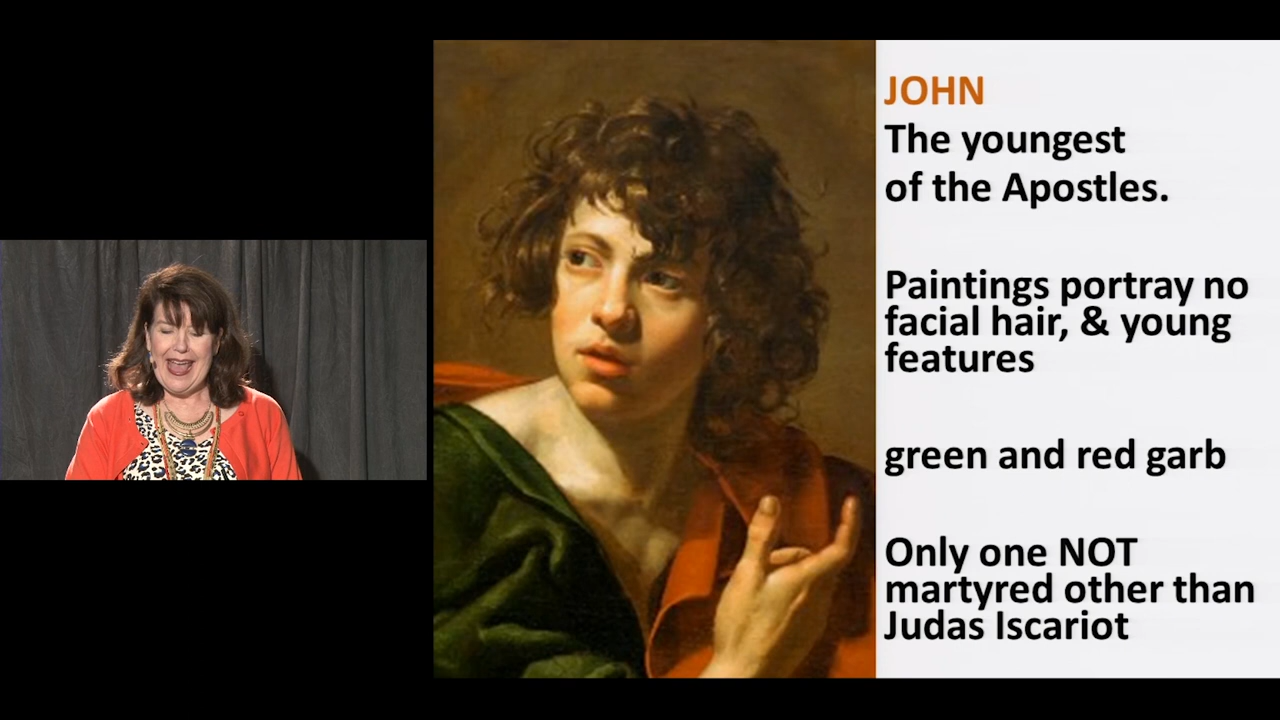 JOHN
The youngest
of the Apostles.
Paintings portray no
facial hair, & young
features
green and red garb
Only one NOT
martyred other than
Judas Iscariot